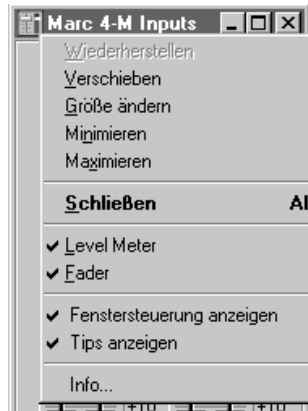 Marc 4-M Inputs
Wiederherstellen
Verschieben
Größe ändern
Minimieren
Maximieren
Schließen
Level Meter
Fader
Fenstersteuerung anzeigen
Tips anzeigen
Info...